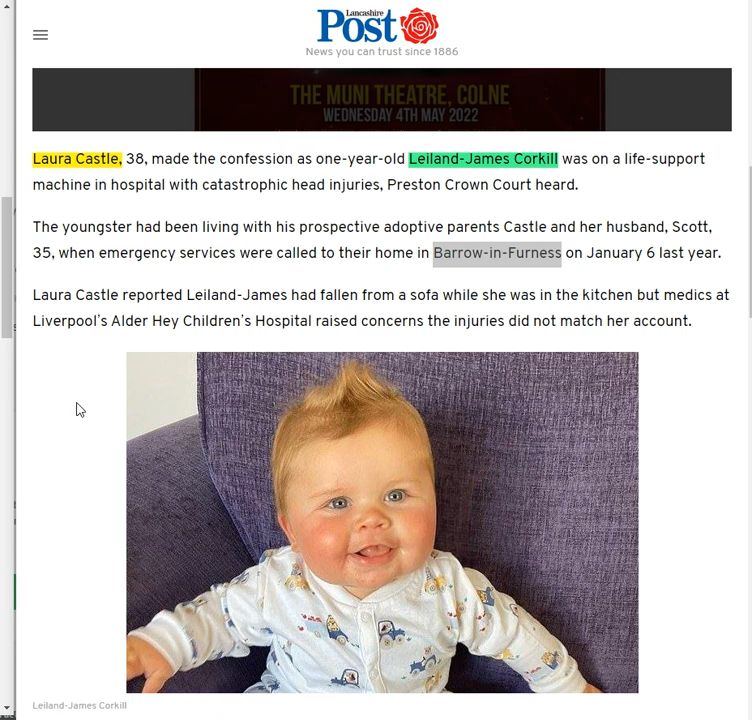 Lancashire
Post
News you can trust since 1886
THE MUNI THEATRE, COLNE
WEDNESDAY 4TH MAY 2022
Laura Castle, 38, made the confession as one-year-old Leiland-James Corkill was on a life-support
machine in hospital with catastrophic head injuries, Preston Crown Court heard.
The youngster had been living with his prospective adoptive parents Castle and her husband, Scott,
35, when emergency services were called to their home in Barrow-in-Furness on January 6 last year.
Laura Castle reported Leiland-James had fallen from a sofa while she was in the kitchen but medics at
Liverpool's Alder Hey Children's Hospital raised concerns the injuries did not match her account.
Leiland-James Corkill